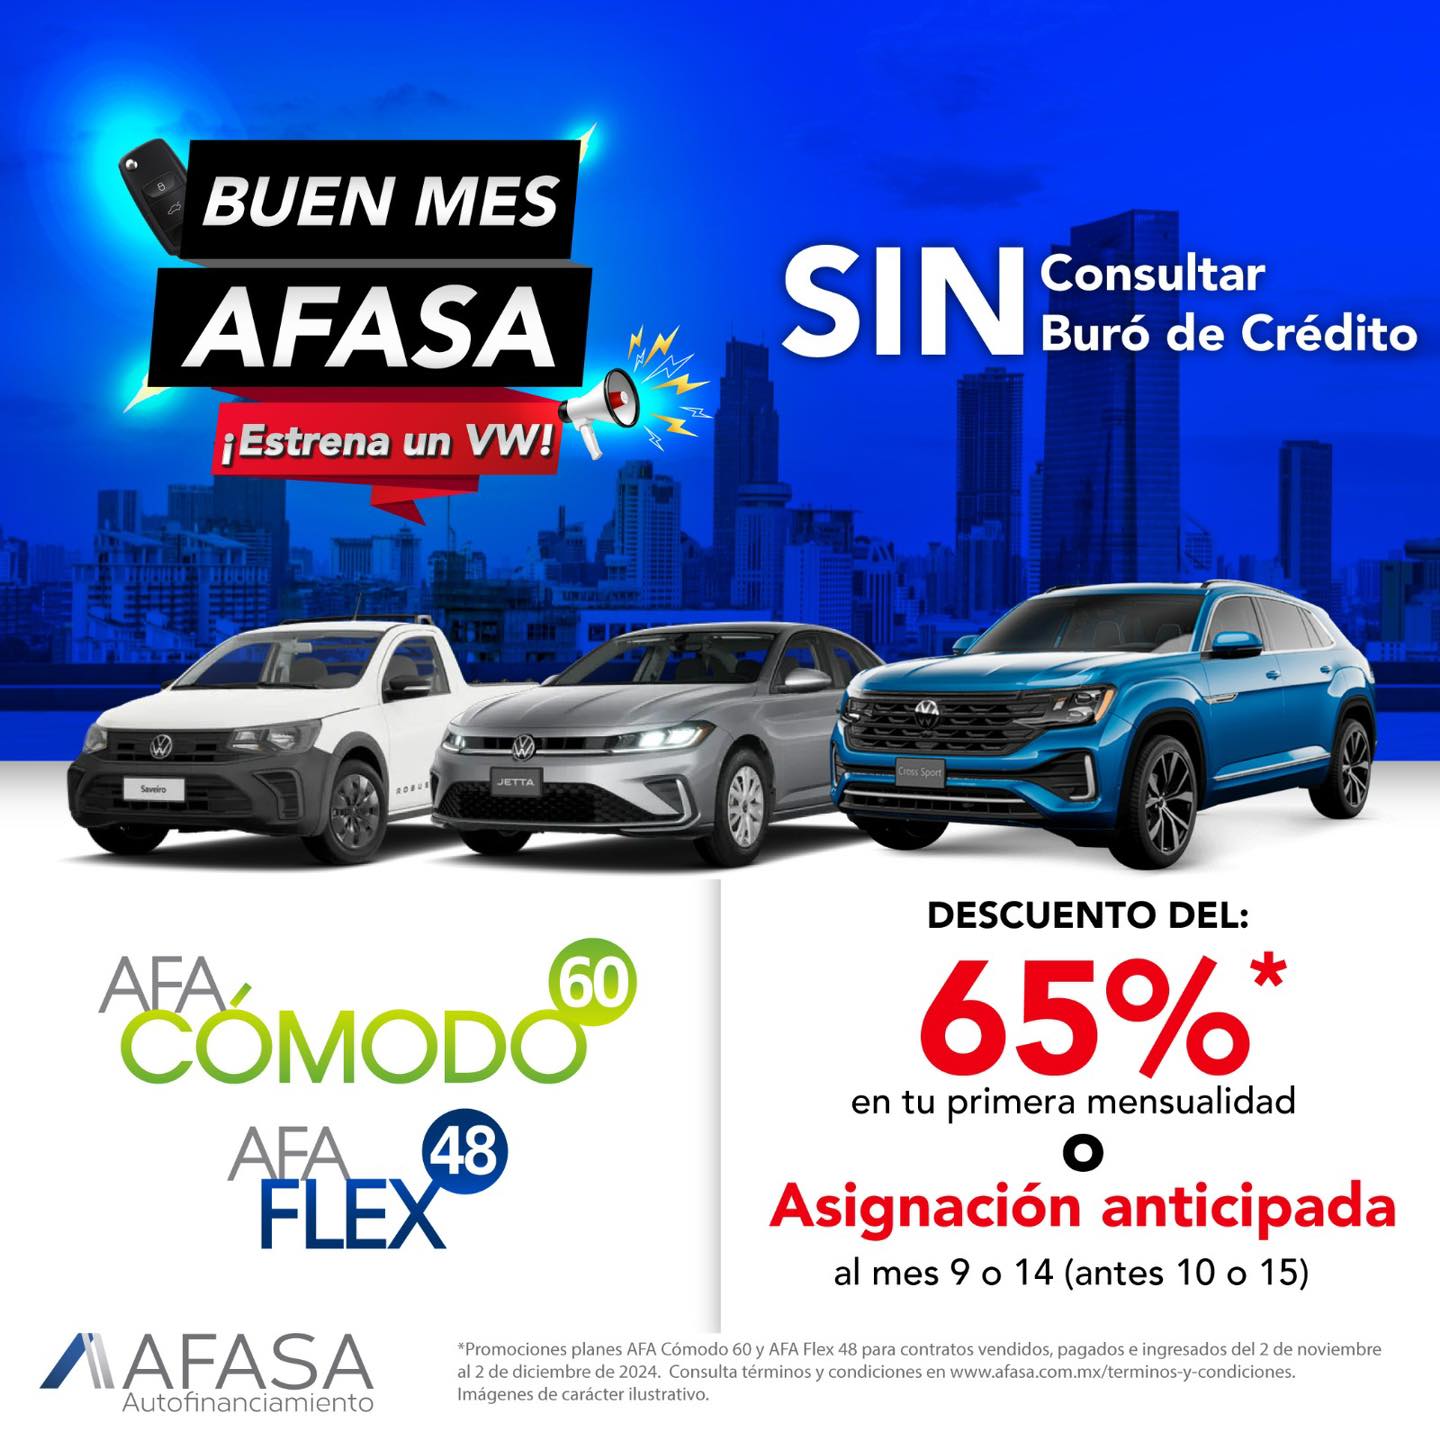 BUEN MES
AFASA
¡Estrena un VW!
SIN Consultar
Buró de Crédito
Saveiro
ROBUS
JETTA
Cross Sport
AFA
CÓMODO 60
AFA
FLEX 48
DESCUENTO DEL:
65%*
en tu primera mensualidad
o
Asignación anticipada
al mes 9 o 14 (antes 10 o 15)
AFASA
Autofinanciamiento
*Promociones planes AFA Cómodo 60 y AFA Flex 48 para contratos vendidos, pagados e ingresados del 2 de noviembre
al 2 de diciembre de 2024. Consulta términos y condiciones en www.afasa.com.mx/terminos-y-condiciones.
Imágenes de carácter ilustrativo.